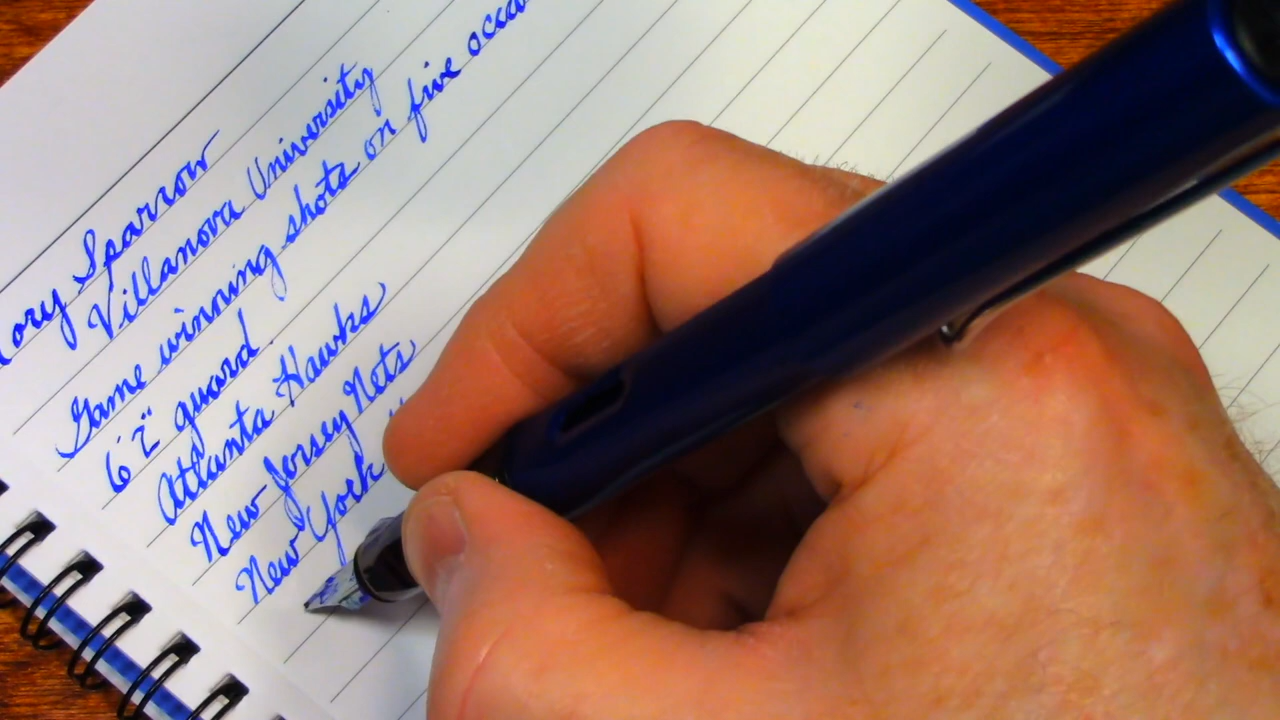 ory Sparrow
Villanova University
Game winning shots on five occa
6'2" guard.
Atlanta Hawks
New Jersey Nets
New York